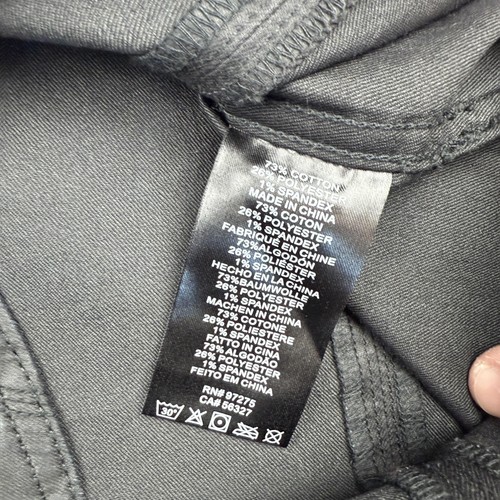 73% COTTON
26% POLYESTER
1% SPANDEX
MADE IN CHINA
73% COTON
26% POLYESTER
1% SPANDEX
FABRIQUÉ EN CHINE
73%ALGODÓN
26% POLIÉSTER
1% SPANDEX
HECHO EN LA CHINA
73%BAUMWOLLE
26% POLYESTER
1% SPANDEX
MACHEN IN CHINA
73% COTONE
26% POLIESTERE
1% SPANDEX
FATTO IN CINA
73% ALGODÃO
26% POLYESTER
1% SPANDEX
FEITO EM CHINA
RN# 97275
CA# 56327
30°